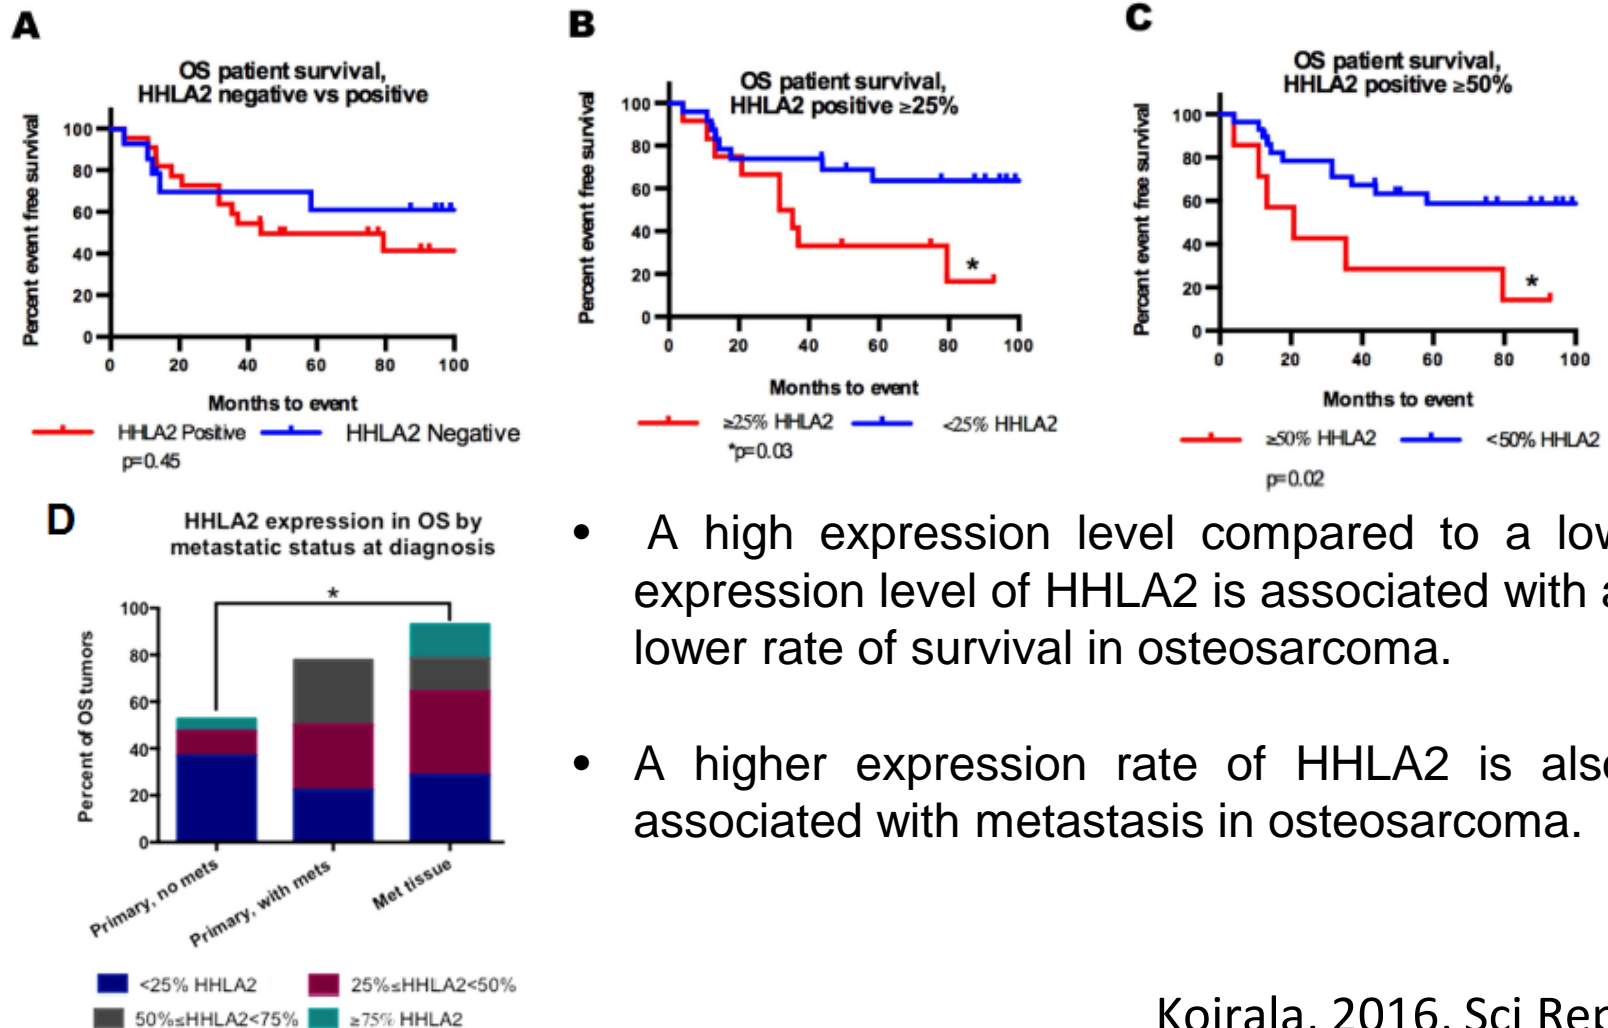 A
OS patient survival,
HHLA2 negative vs positive
Percent event free survival
100
80
60
40
20
0
0 20 40 60 80 100
Months to event
HHLA2 Positive HHLA2 Negative
p=0.45
B
OS patient survival,
HHLA2 positive ≥25%
Percent event free survival
100
80
60
40
20
0
*
0 20 40 60 80 100
Months to event
≥25% HHLA2 <25% HHLA2
*p=0.03
C
OS patient survival,
HHLA2 positive ≥50%
Percent event free survival
100
80
60
40
20
0
*
0 20 40 60 80 100
Months to event
≥50% HHLA2 <50% HHLA2
p=0.02
D
HHLA2 expression in OS by
metastatic status at diagnosis
*
Percent of OS tumors
100
80
60
40
20
0
Primary, no mets
Primary, with mets
Met tissue
<25% HHLA2 25%≤HHLA2<50%
50%≤HHLA2<75% ≥75% HHLA2
• A high expression level compared to a low
expression level of HHLA2 is associated with a
lower rate of survival in osteosarcoma.
• A higher expression rate of HHLA2 is also
associated with metastasis in osteosarcoma.
Koirala. 2016. Sci Rep